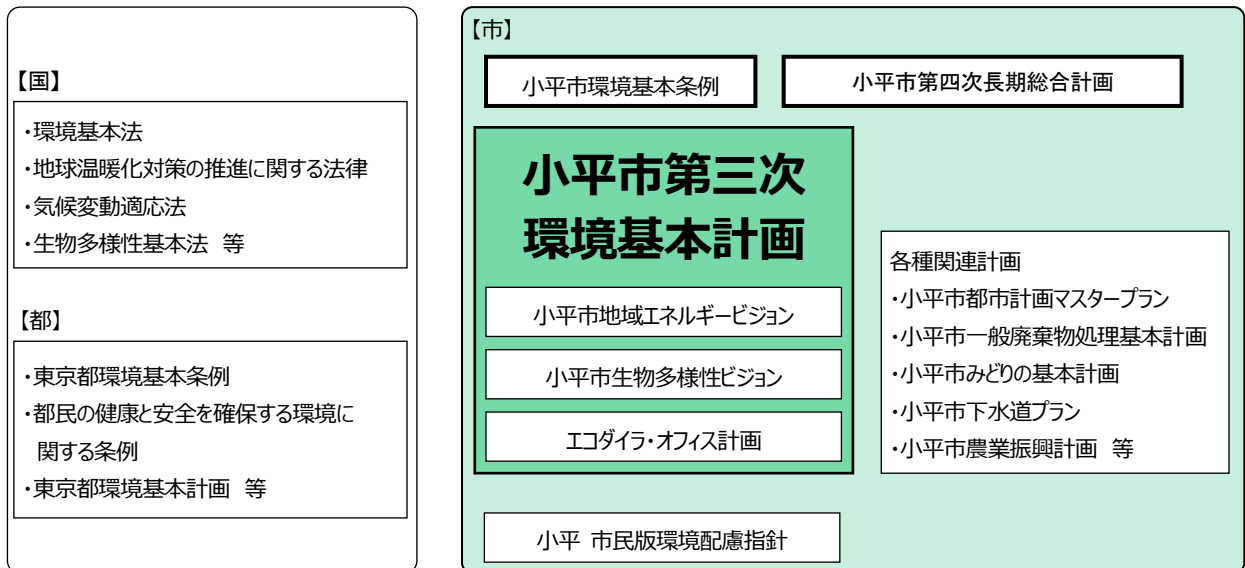 【国】
・環境基本法
・地球温暖化対策の推進に関する法律
・気候変動適応法
・生物多様性基本法 等
【都】
・東京都環境基本条例
・都民の健康と安全を確保する環境に
関する条例
・東京都環境基本計画 等
【市】
小平市環境基本条例
小平市第四次長期総合計画
小平市第三次
環境基本計画
小平市地域エネルギービジョン
小平市生物多様性ビジョン
エコダイラ・オフィス計画
各種関連計画
・小平市都市計画マスタープラン
・小平市一般廃棄物処理基本計画
・小平市みどりの基本計画
・小平市下水道プラン
・小平市農業振興計画 等
小平 市民版環境配慮指針